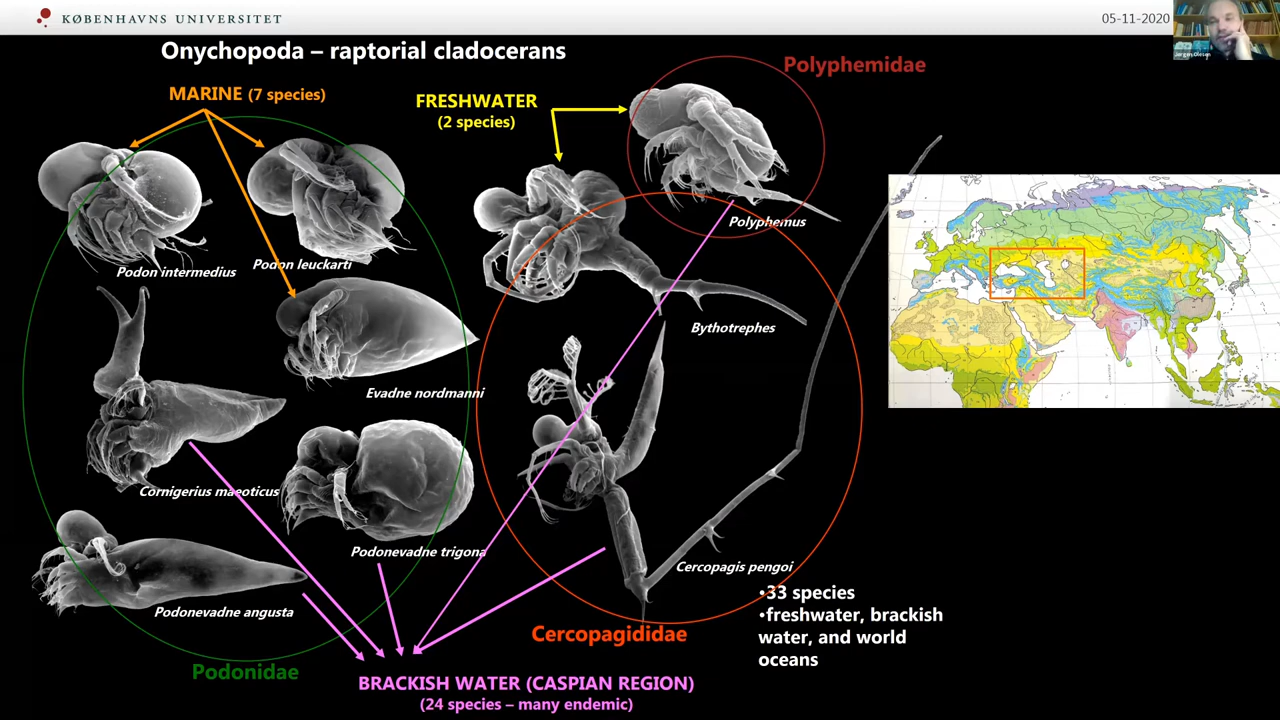 KØBENHAVNS UNIVERSITET
05-11-2020
Jørgen Olesen
Onychopoda – raptorial cladocerans
Polyphemidae
MARINE (7 species)
FRESHWATER
(2 species)
Polyphemus
Podon intermedius
Podon leuckarti
Bythotrephes
Evadne nordmanni
Cornigerius maeoticus
Podonevadne trigona
Cercopagis pengoi
Podonevadne angusta
•33 species
•freshwater, brackish
water, and world
oceans
Cercopagididae
Podonidae
BRACKISH WATER (CASPIAN REGION)
(24 species – many endemic)